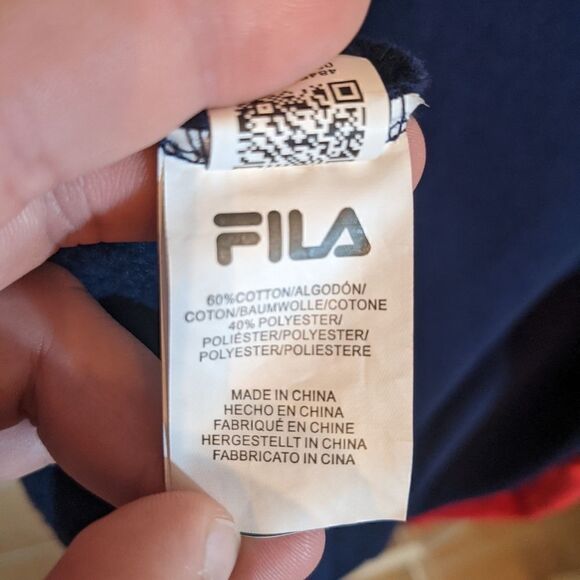 FILA
60%COTTON/ALGODÓN/
COTON/BAUMWOLLE/COTONE
40% POLYESTER/
POLIÉSTER/POLYESTER/
POLYESTER/POLIESTERE
MADE IN CHINA
HECHO EN CHINA
FABRIQUÉ EN CHINE
HERGESTELLT IN CHINA
FABBRICATO IN CINA